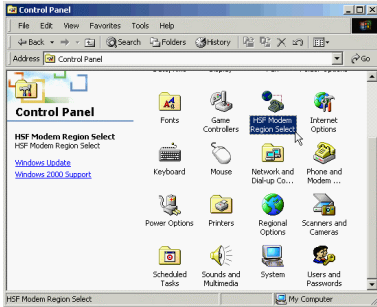 Control Panel
File Edit View Favorites Tools Help
Back Search Folders History
Address Control Panel Go
Control Panel
HSF Modem Region Select
HSF Modem Region Select
Windows Update
Windows 2000 Support
Fonts
Game Controllers
HSF Modem Region Select
Internet Options
Keyboard
Mouse
Network and Dial-up Co...
Phone and Modem ...
Power Options
Printers
Regional Options
Scanners and Cameras
Scheduled Tasks
Sounds and Multimedia
System
Users and Passwords
HSF Modem Region Select
My Computer